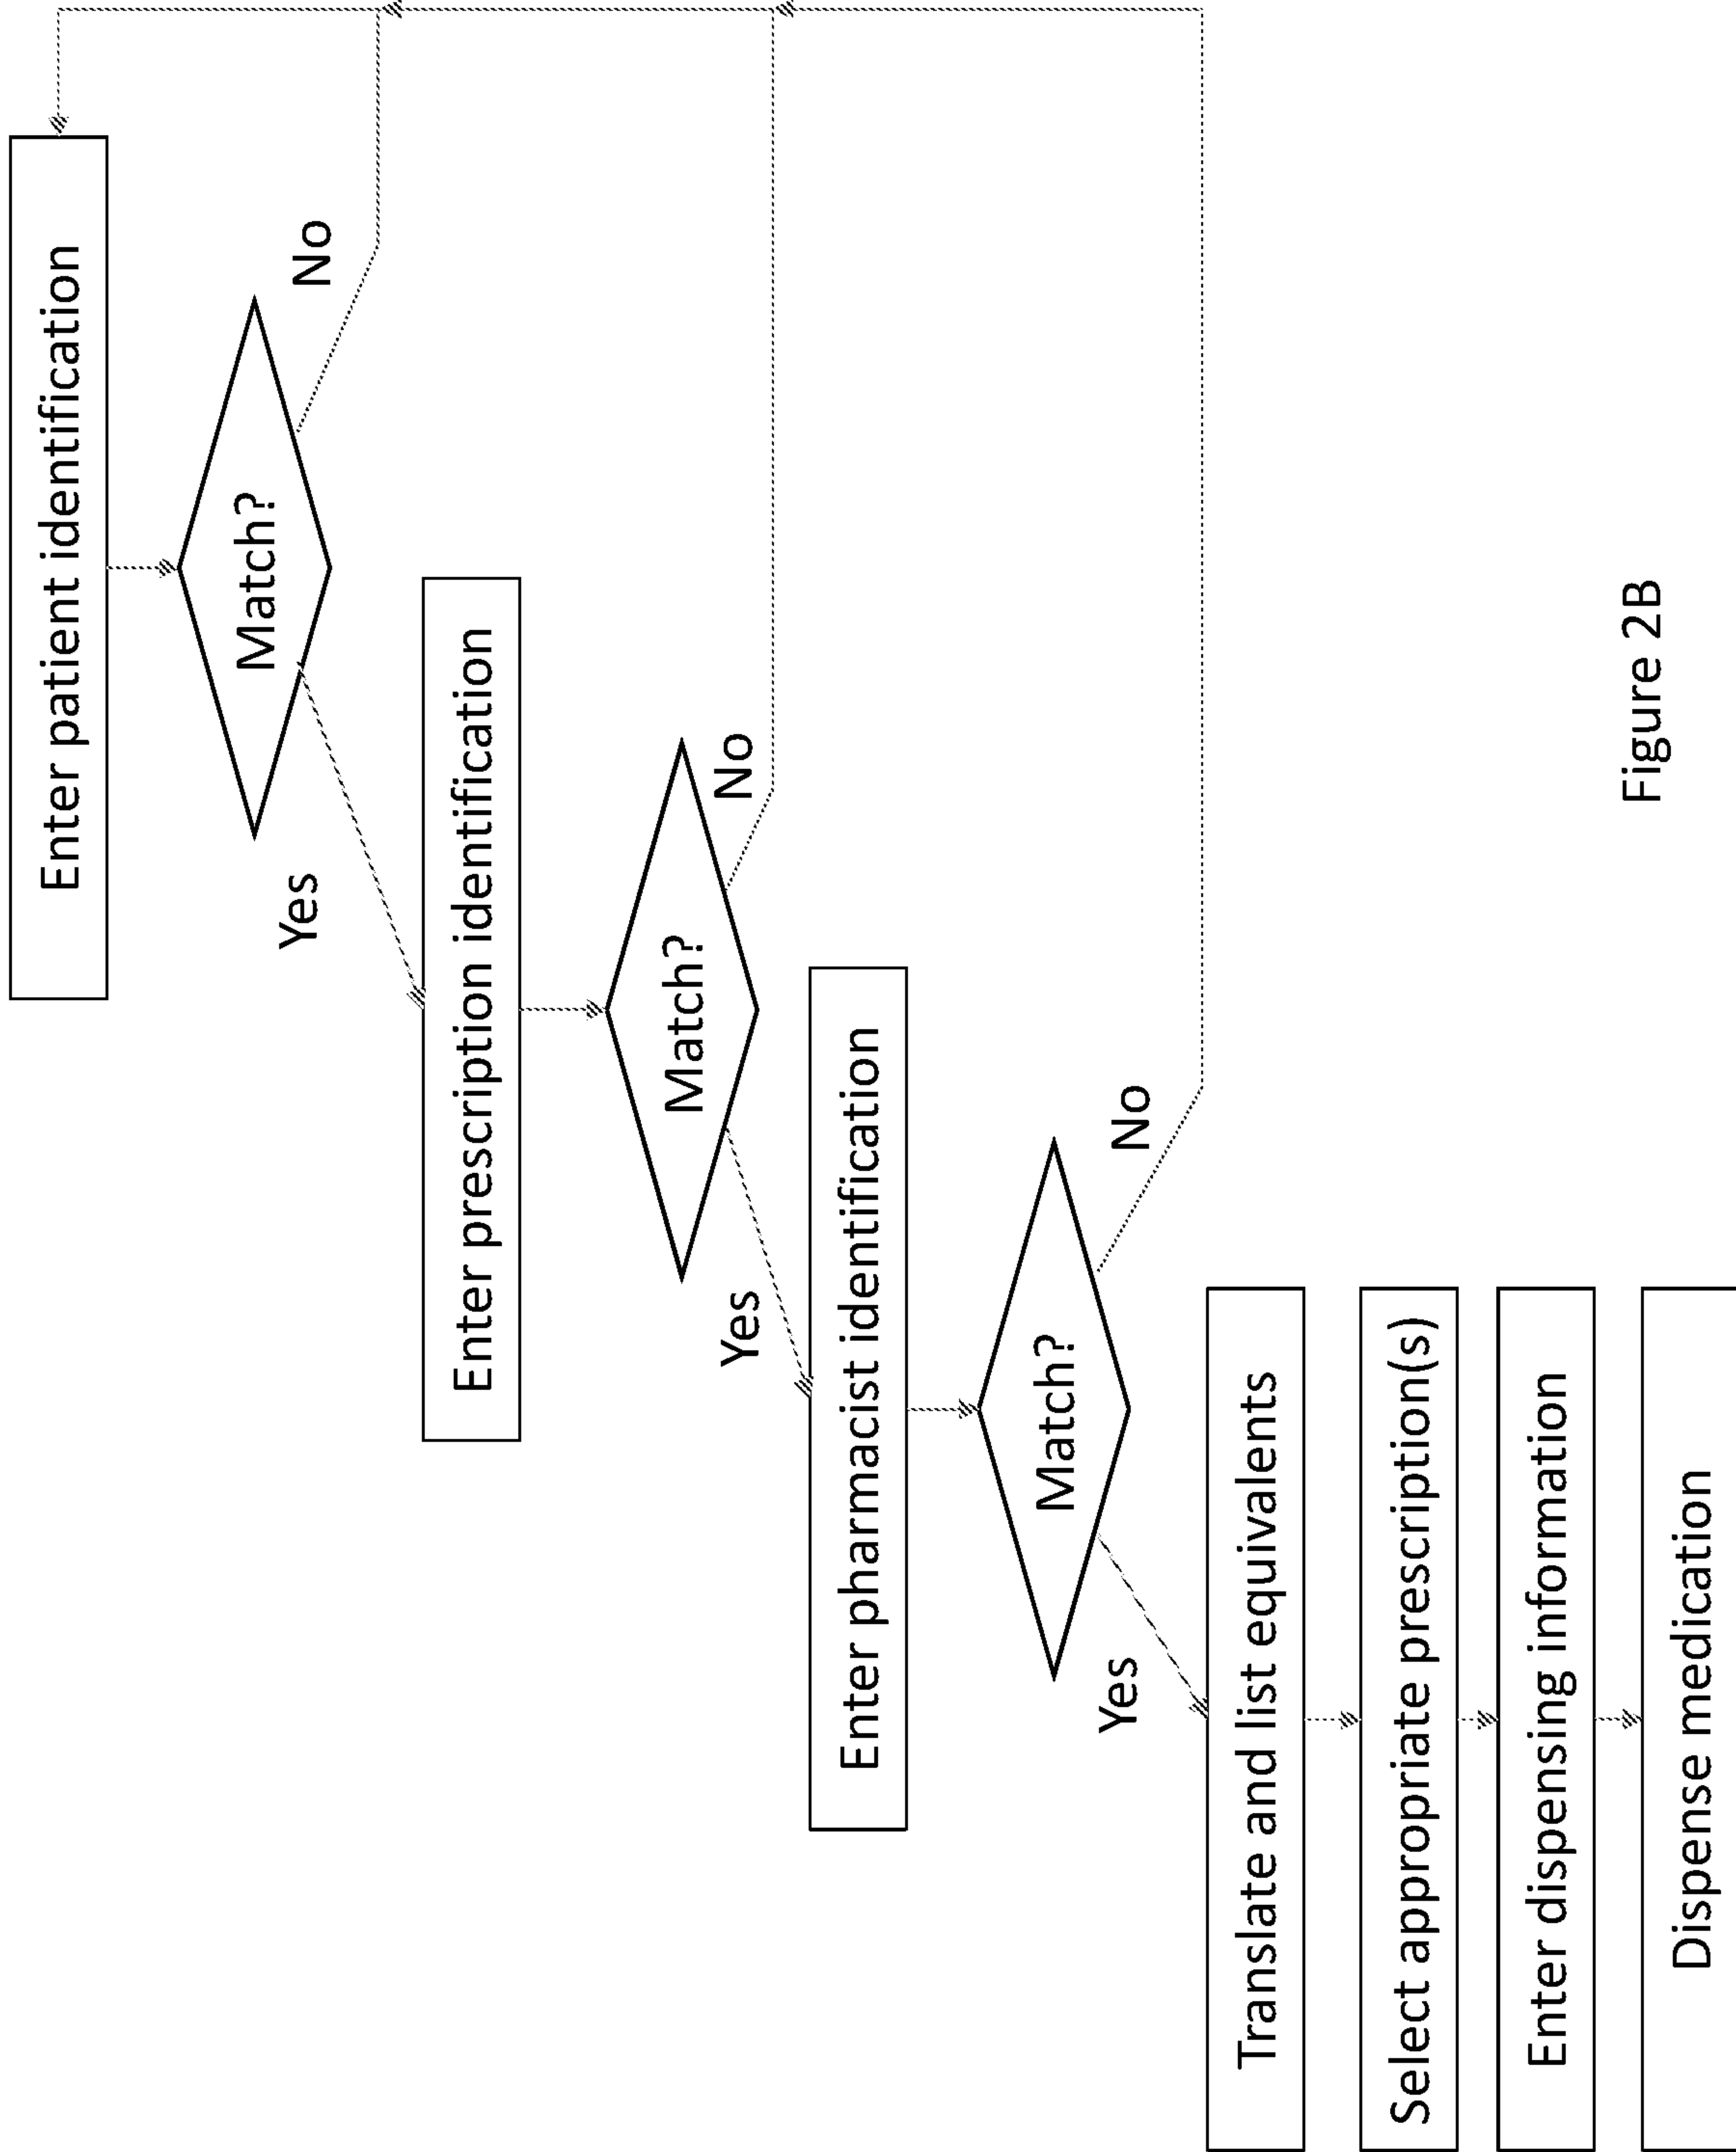 Enter patient identification
Match?
No
Yes
Enter prescription identification
Match?
No
Yes
Enter pharmacist identification
Match?
No
Yes
Translate and list equivalents
Select appropriate prescription(s)
Enter dispensing information
Dispense medication
Figure 2B